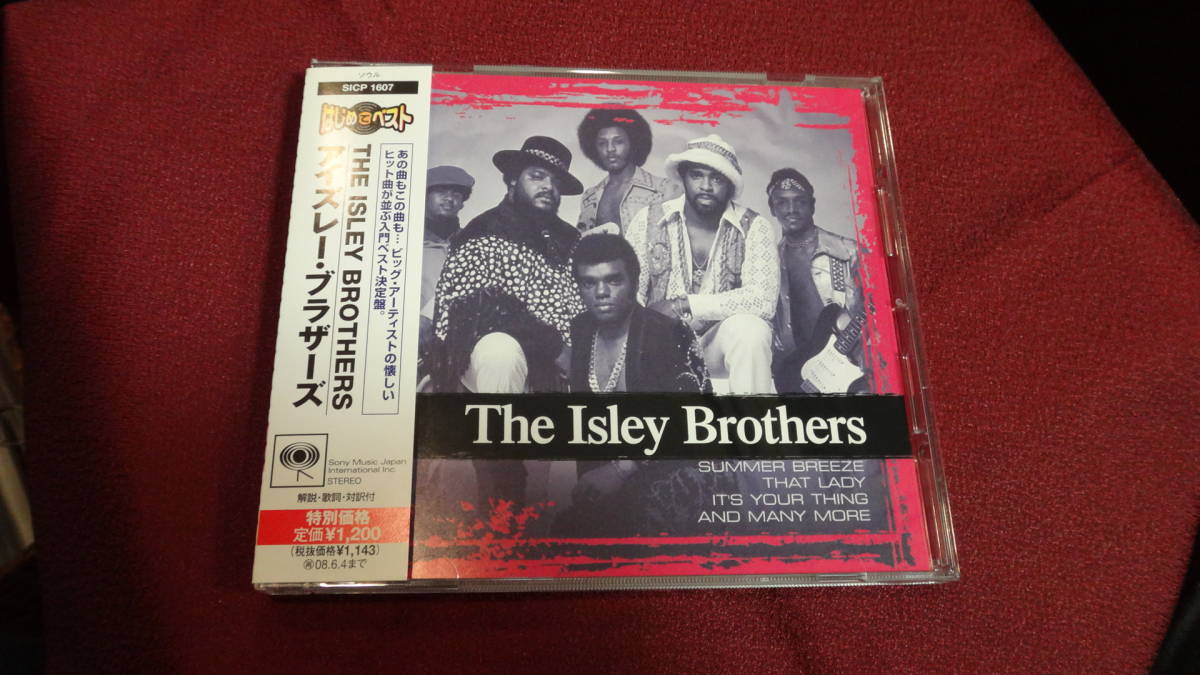 ソウル
SICP 1607
はじめてベスト
あの曲もこの曲も… ビッグ・アーティストの懐しい
ヒット曲が並ぶ入門ベスト決定盤。
THE ISLEY BROTHERS
アイズレー・ブラザーズ
Sony Music Japan
International Inc.
STEREO
解説・歌詞・対訳付
特別価格
定価¥1,200
(税抜価格¥1,143)
08.6.4まで
The Isley Brothers
SUMMER BREEZE
THAT LADY
IT'S YOUR THING
AND MANY MORE